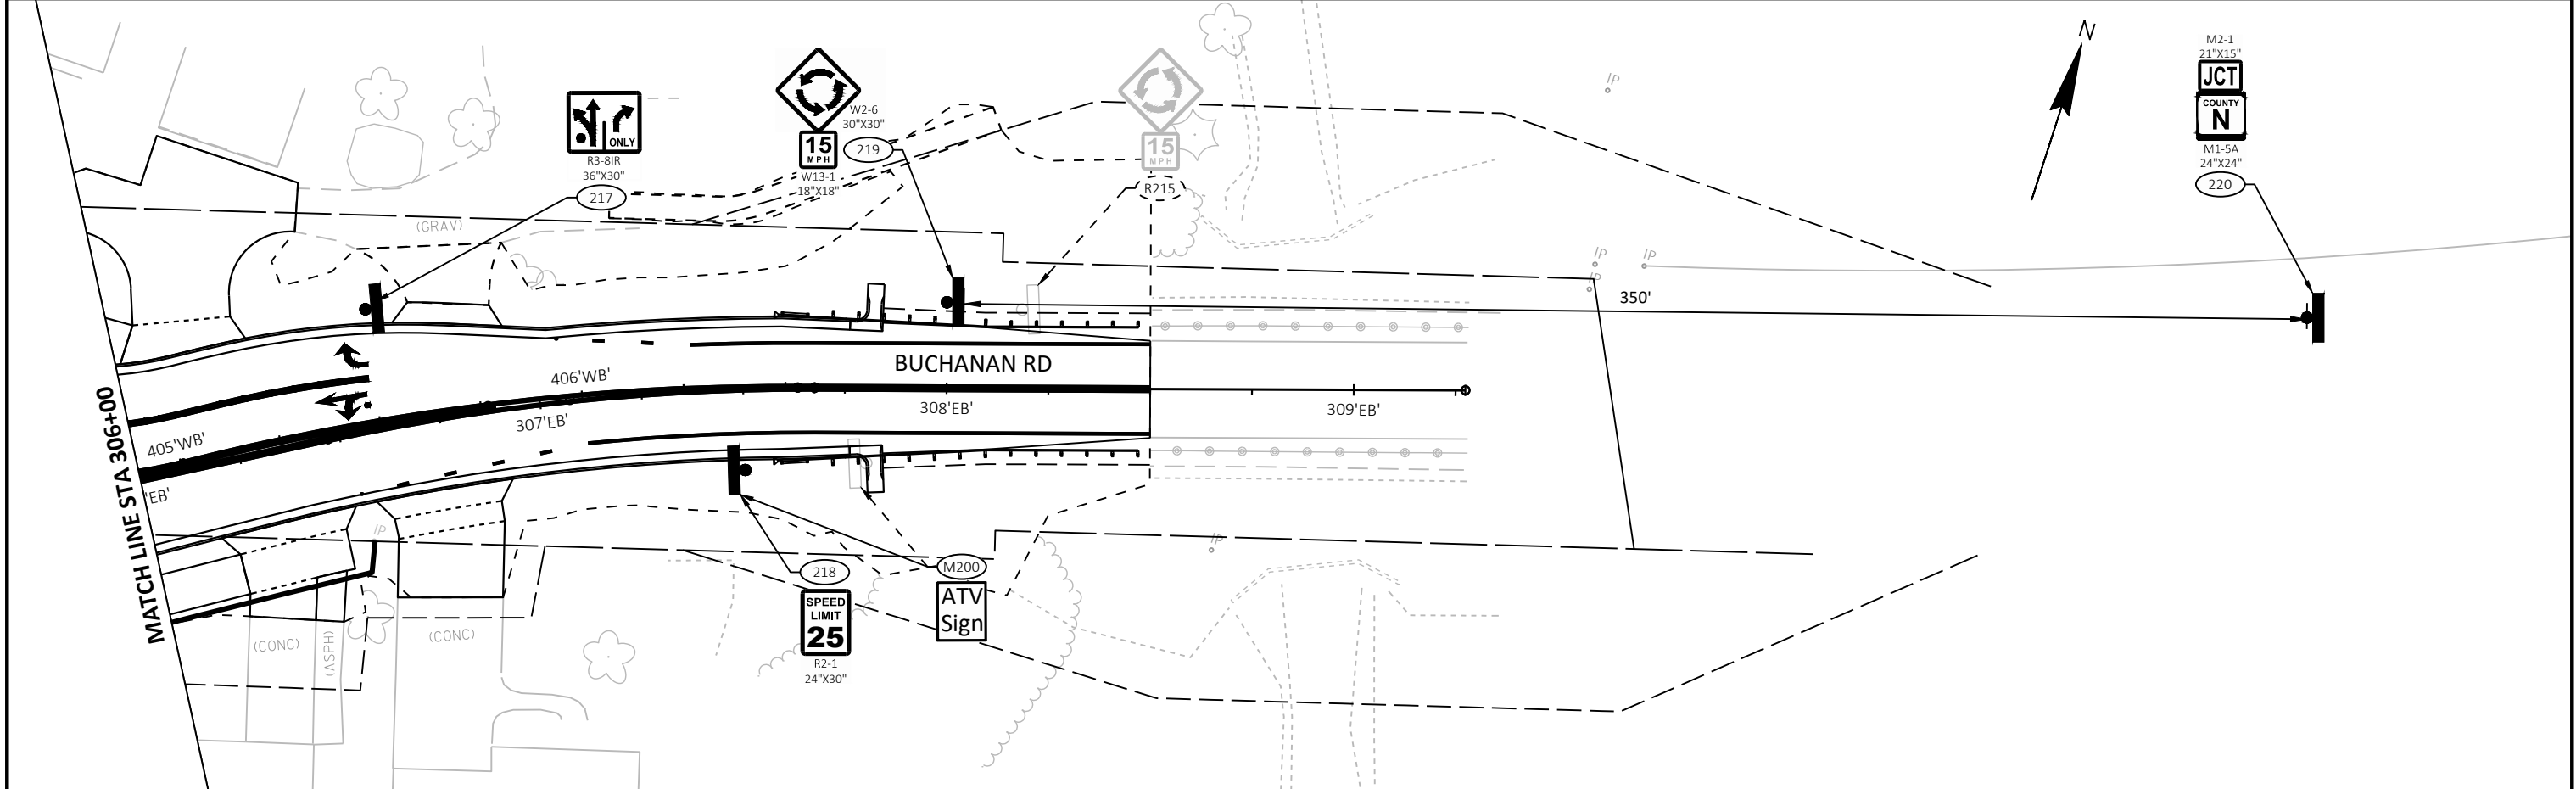 N
M2-1
21"X15"
JCT
COUNTY
N
M1-5A
24"X24"
220
IP
W2-6
30"X30"
15
MPH
219
W13-1
18"X18"
15
MPH
R215
ONLY
R3-8IR
36"X30"
217
(GRAV)
IP
IP
IP
350'
BUCHANAN RD
406'WB'
405'WB'
307'EB'
308'EB'
309'EB'
'EB'
MATCH LINE STA 306+00
IP
IP
218
SPEED
LIMIT
25
R2-1
24"X30"
M200
ATV
Sign
(CONC)
(ASPH)
(CONC)